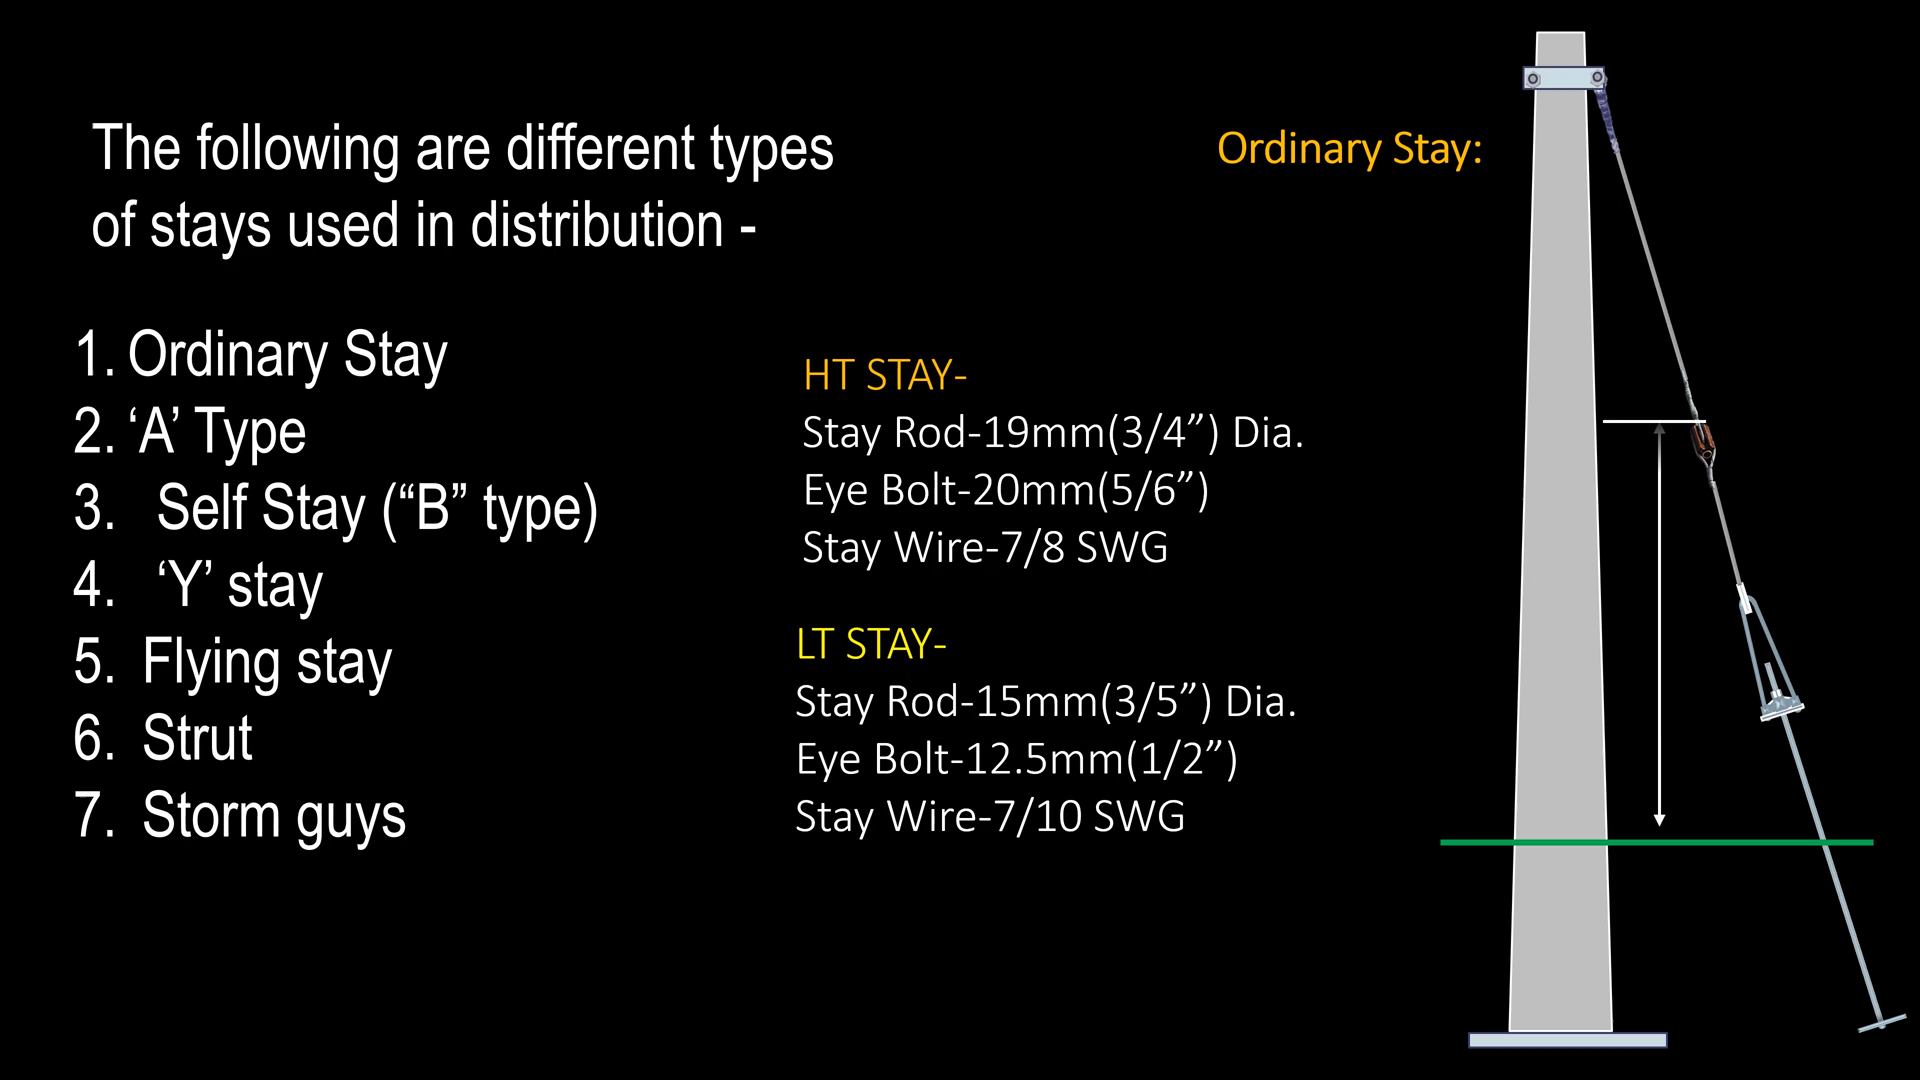 The following are different types
of stays used in distribution -
1. Ordinary Stay
2. ‘A’ Type
3. Self Stay (“B” type)
4. ‘Y’ stay
5. Flying stay
6. Strut
7. Storm guys
HT STAY-
Stay Rod-19mm(3/4”) Dia.
Eye Bolt-20mm(5/6”)
Stay Wire-7/8 SWG
LT STAY-
Stay Rod-15mm(3/5”) Dia.
Eye Bolt-12.5mm(1/2”)
Stay Wire-7/10 SWG
Ordinary Stay: